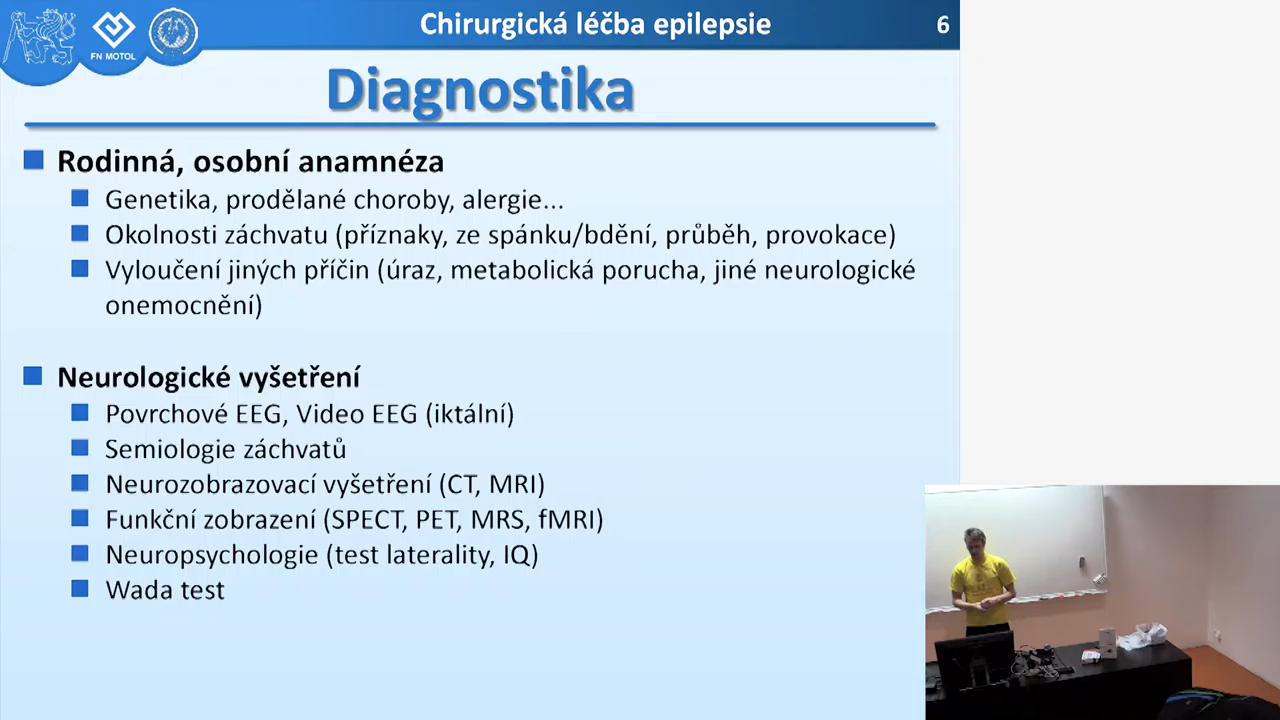 Chirurgická léčba epilepsie
6
FN MOTOL
Diagnostika
Rodinná, osobní anamnéza
Genetika, prodělané choroby, alergie...
Okolnosti záchvatu (příznaky, ze spánku/bdění, průběh, provokace)
Vyloučení jiných příčin (úraz, metabolická porucha, jiné neurologické
onemocnění)
Neurologické vyšetření
Povrchové EEG, Video EEG (iktální)
Semiologie záchvatů
Neurozobrazovací vyšetření (CT, MRI)
Funkční zobrazení (SPECT, PET, MRS, fMRI)
Neuropsychologie (test laterality, IQ)
Wada test